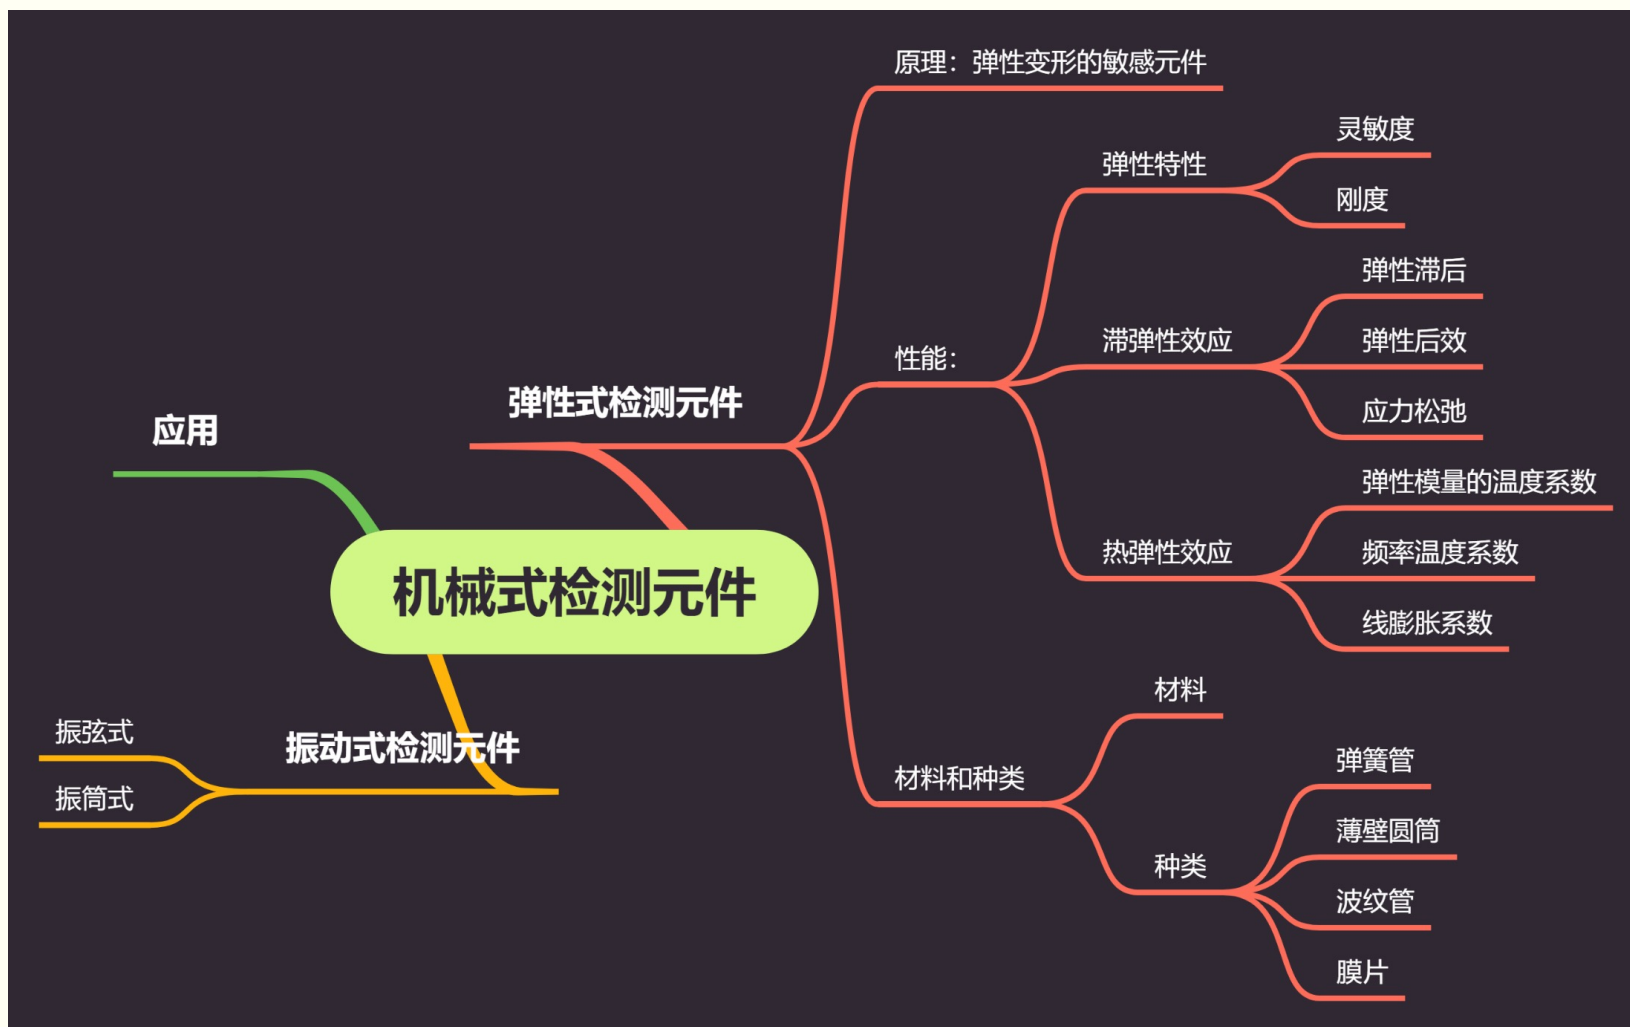 机械式检测元件
弹性式检测元件
原理：弹性变形的敏感元件
性能：
弹性特性
灵敏度
刚度
滞弹性效应
弹性滞后
弹性后效
应力松弛
热弹性效应
弹性模量的温度系数
频率温度系数
线膨胀系数
材料和种类
材料
种类
弹簧管
薄壁圆筒
波纹管
膜片
振动式检测元件
振弦式
振筒式
应用